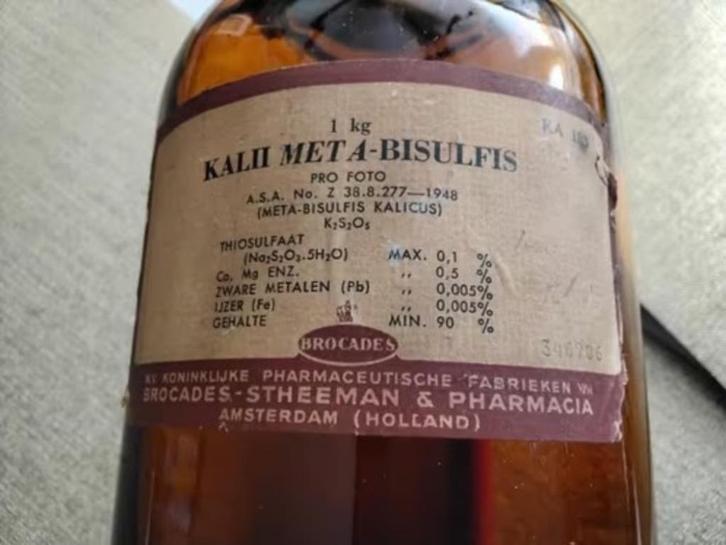 1 kg
KALII META-BISULFIS
PRO FOTO
A.S.A. No. Z 38.8.277—1948
(META-BISULFIS KALICUS)
K₂S₂O₅
THIOSULFAAT
(Na₂S₂O₃.5H₂O) MAX. 0,1 %
Ca, Mg ENZ. ,, 0,5 %
ZWARE METALEN (Pb) ,, 0,005%
IJZER (Fe) ,, 0,005%
GEHALTE MIN. 90 %
BROCADES
N.V. KONINKLIJKE PHARMACEUTISCHE FABRIEKEN V/H
BROCADES-STHEEMAN & PHARMACIA
AMSTERDAM (HOLLAND)